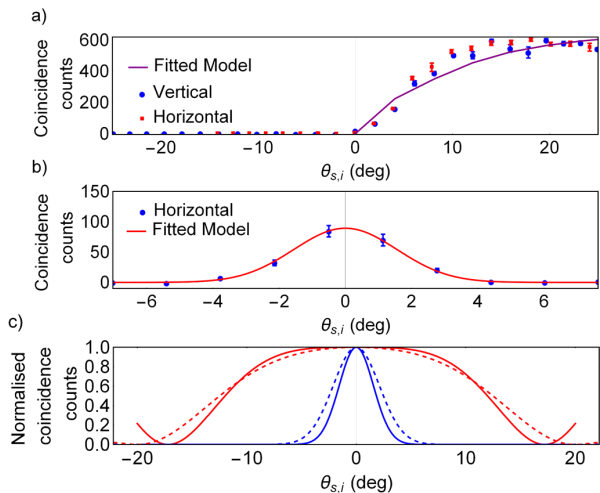 a)
Coincidence
counts
600
400
200
0
Fitted Model
Vertical
Horizontal
−20
−10
0
10
20
θs,i (deg)
b)
Coincidence
counts
150
100
50
0
Horizontal
Fitted Model
−6
−4
−2
0
2
4
6
θs,i (deg)
c)
Normalised
coincidence
counts
1.0
0.8
0.6
0.4
0.2
0.0
−20
−10
0
10
20
θs,i (deg)